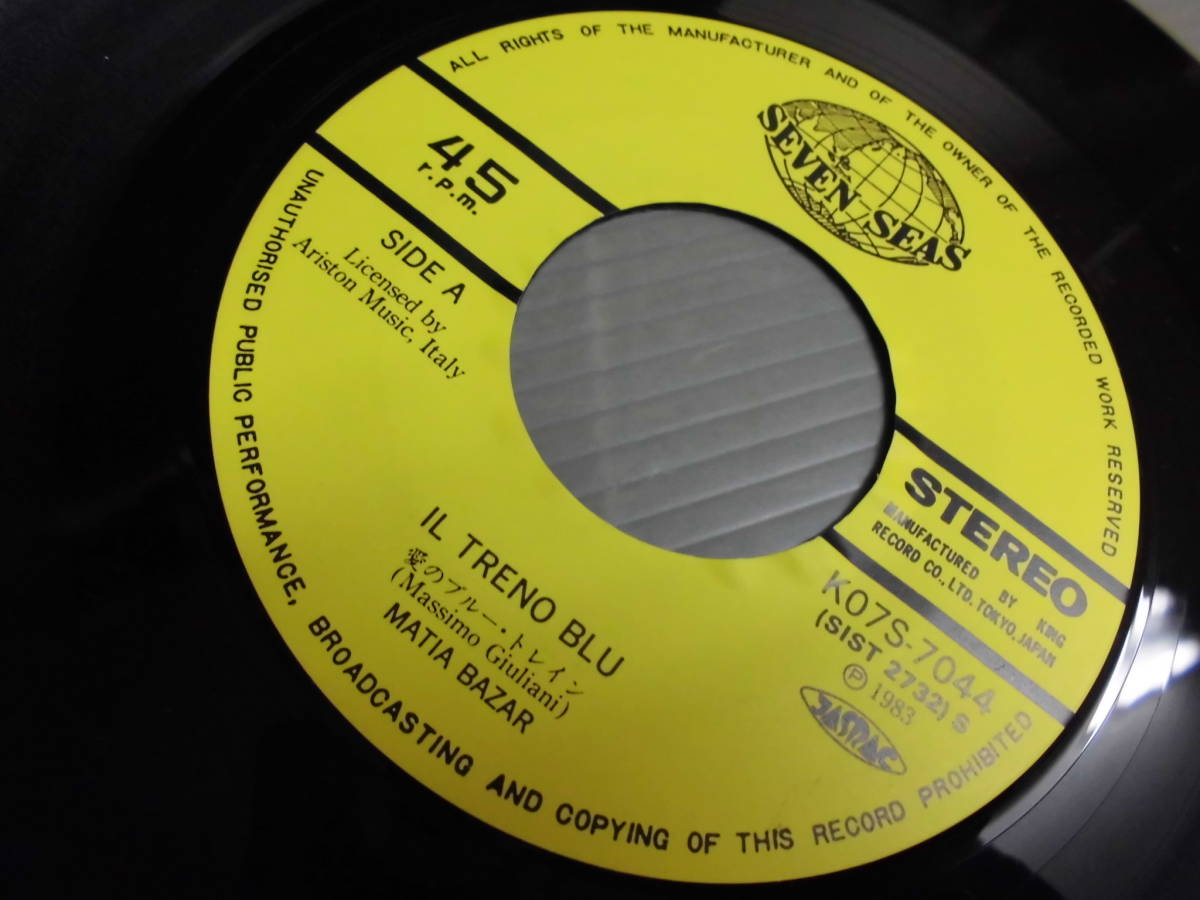 ALL RIGHTS OF THE MANUFACTURER AND OF THE OWNER OF THE RECORDED WORK RESERVED
SEVEN SEAS
45
r.p.m.
SIDE A
Licensed by
Ariston Music, Italy
STEREO
MANUFACTURED BY KING
RECORD CO., LTD. TOKYO, JAPAN
K07S-7044
(SIST 2732) S
Ⓟ 1983
JASRAC
IL TRENO BLU
愛のブルー・トレイン
(Massimo Giuliani)
MATIA BAZAR
UNAUTHORISED PUBLIC PERFORMANCE, BROADCASTING AND COPYING OF THIS RECORD PROHIBITED